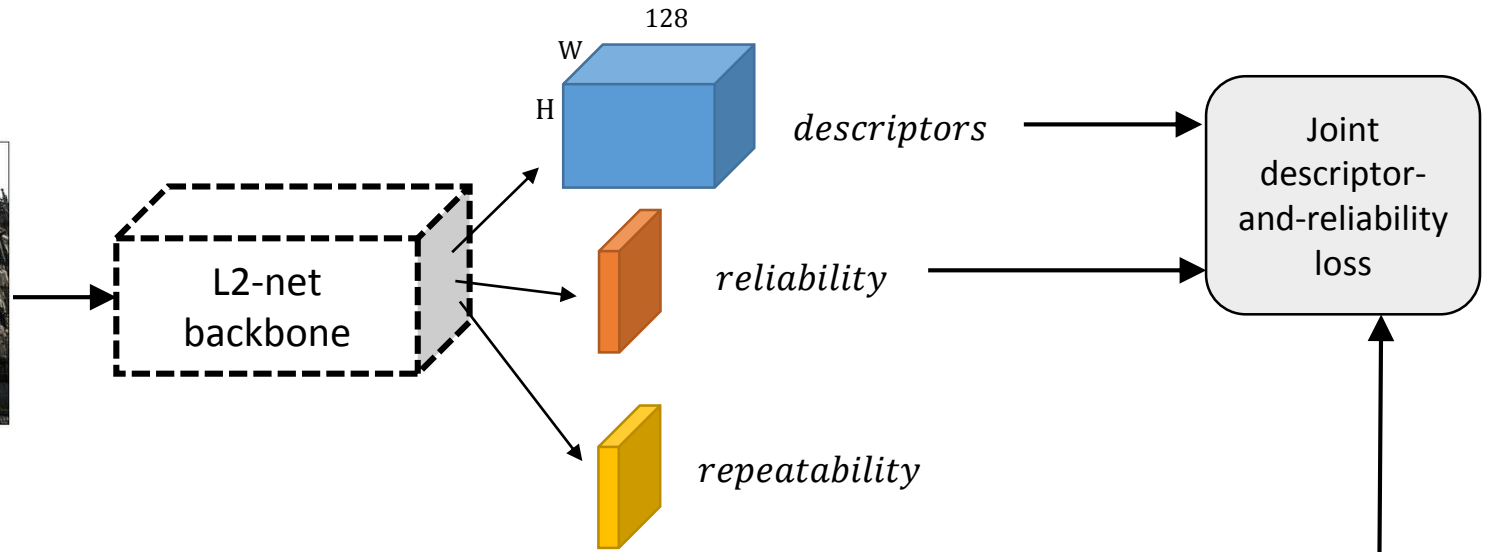 128
W
H
descriptors
Joint
descriptor-
and-reliability
loss
L2-net
backbone
reliability
repeatability